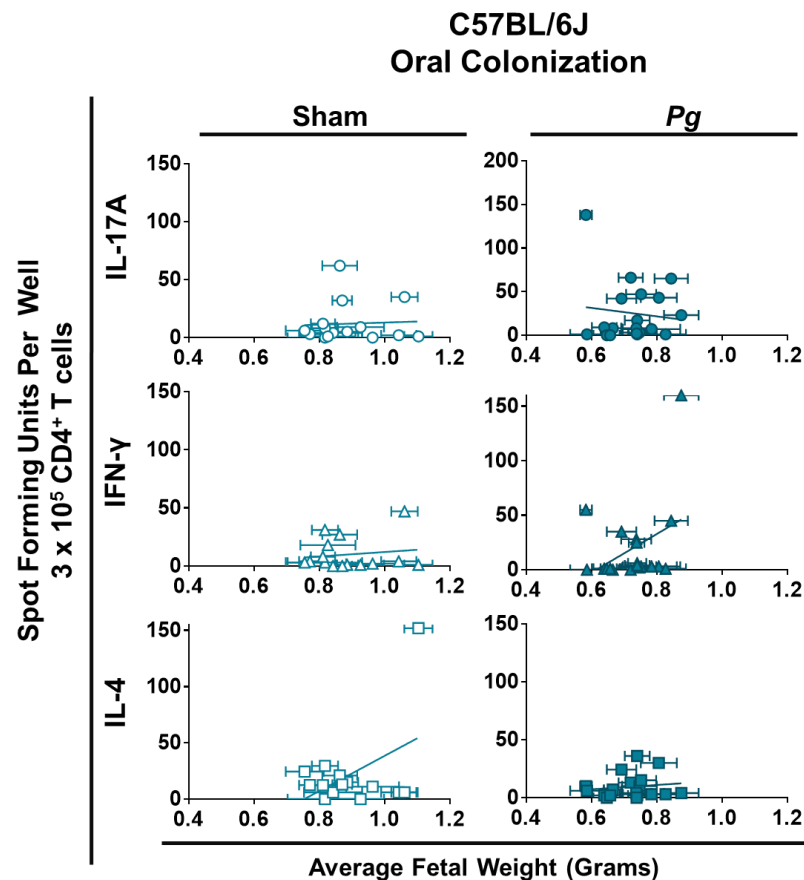 C57BL/6J
Oral Colonization
Sham
Pg
Spot Forming Units Per Well
3 x 10⁵ CD4⁺ T cells
IL-17A
150
100
50
0
0.4 0.6 0.8 1.0 1.2
200
150
100
50
0
0.4 0.6 0.8 1.0 1.2
IFN-γ
150
100
50
0
0.4 0.6 0.8 1.0 1.2
150
100
50
0
0.4 0.6 0.8 1.0 1.2
IL-4
150
100
50
0
0.4 0.6 0.8 1.0 1.2
150
100
50
0
0.4 0.6 0.8 1.0 1.2
Average Fetal Weight (Grams)